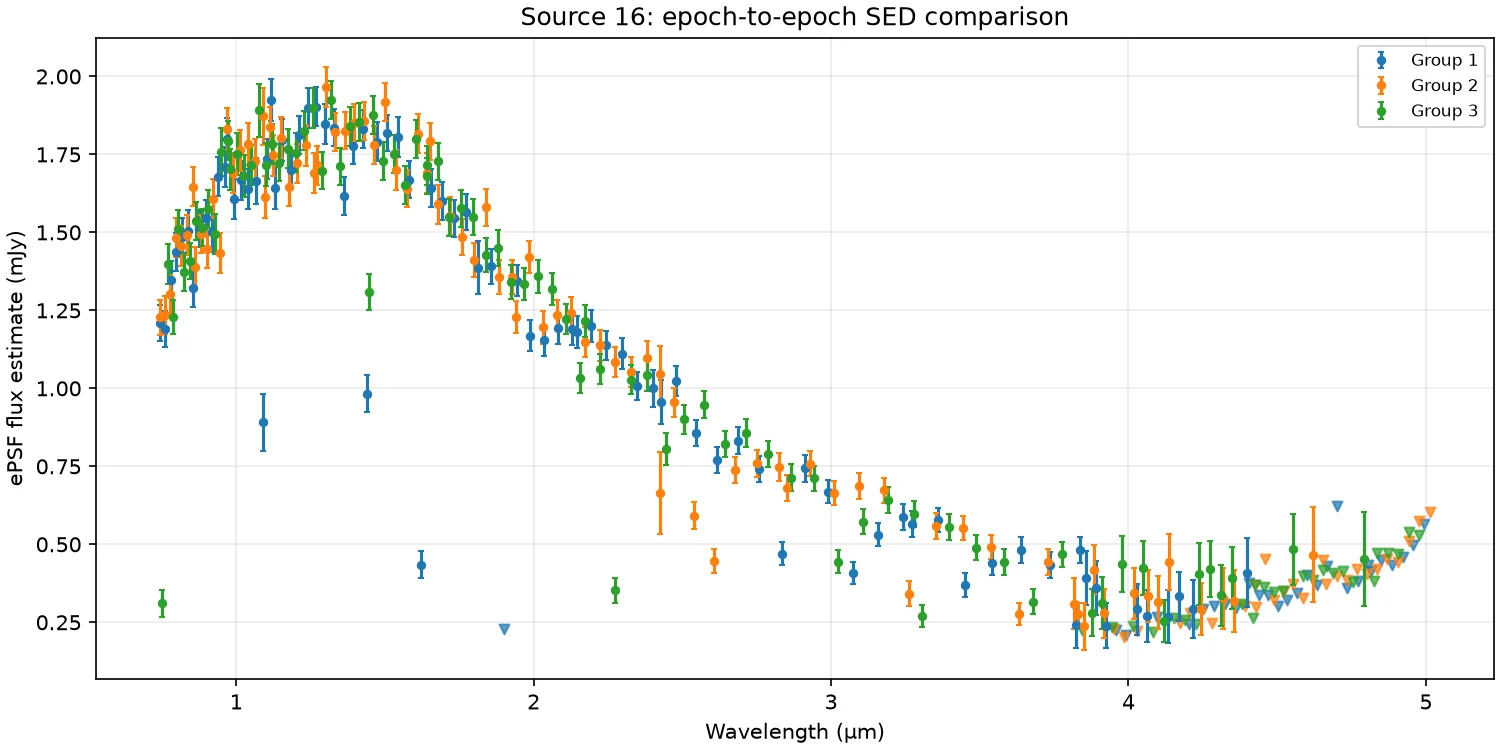 Source 16: epoch-to-epoch SED comparison
Group 1
Group 2
Group 3
ePSF flux estimate (mJy)
2.00
1.75
1.50
1.25
1.00
0.75
0.50
0.25
1 2 3 4 5
Wavelength (μm)